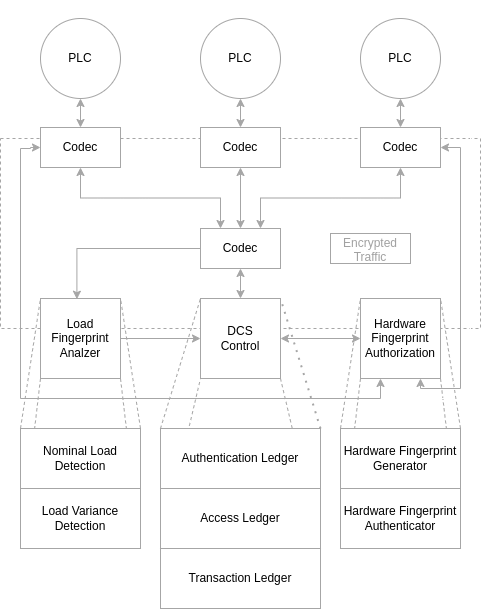 PLC
PLC
PLC
Codec
Codec
Codec
Codec
Encrypted
Traffic
Load
Fingerprint
Analzer
DCS
Control
Hardware
Fingerprint
Authorization
Nominal Load
Detection
Authentication Ledger
Hardware Fingerprint
Generator
Load Variance
Detection
Access Ledger
Hardware Fingerprint
Authenticator
Transaction Ledger